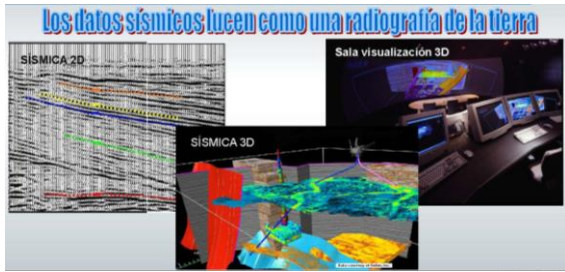 Los datos sísmicos lucen como una radiografía de la tierra
SÍSMICA 2D
Sala visualización 3D
SÍSMICA 3D